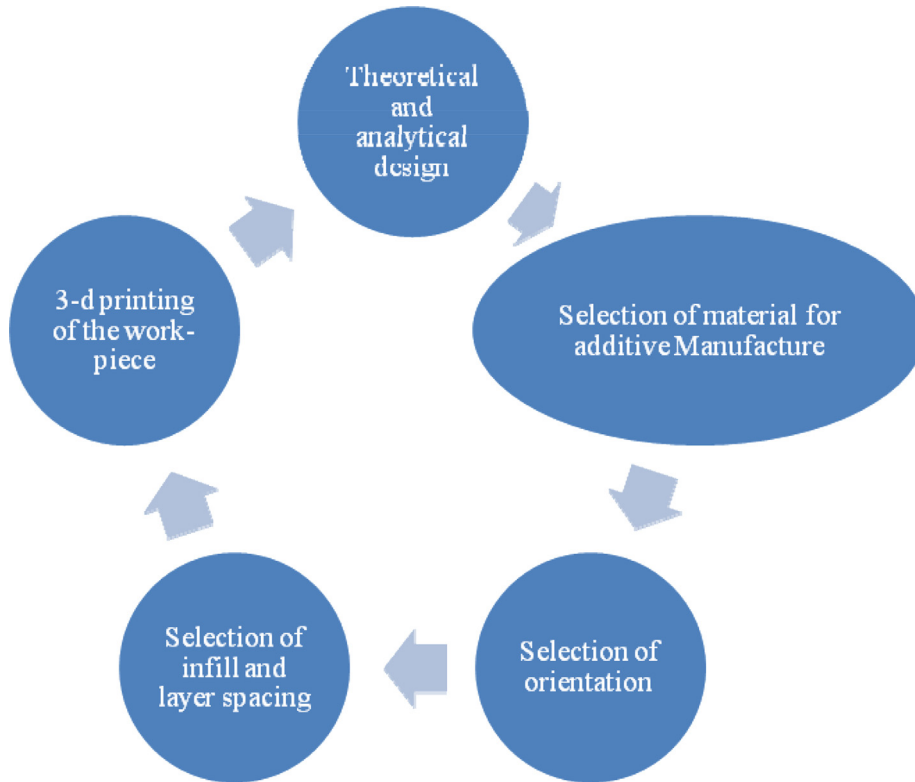 Theoretical
and
analytical
design
Selection of material for
additive Manufacture
Selection of
orientation
Selection of
infill and
layer spacing
3-d printing
of the work-
piece